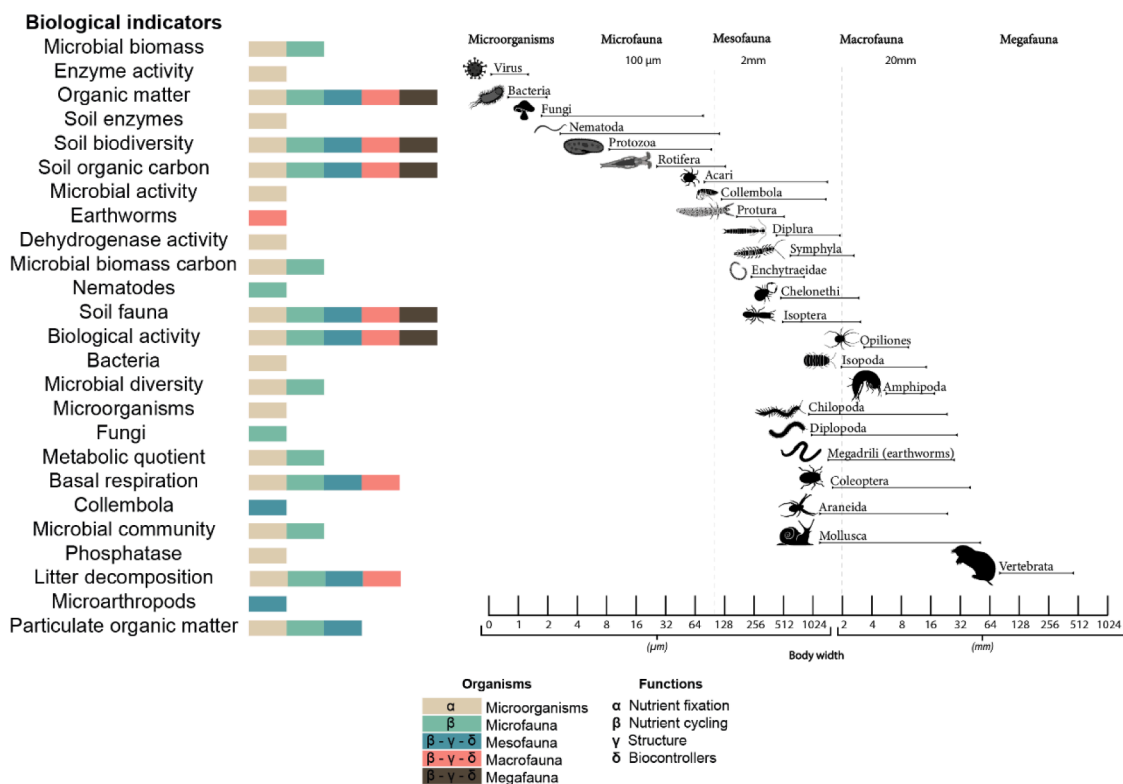 Biological indicators
Microbial biomass
Enzyme activity
Organic matter
Soil enzymes
Soil biodiversity
Soil organic carbon
Microbial activity
Earthworms
Dehydrogenase activity
Microbial biomass carbon
Nematodes
Soil fauna
Biological activity
Bacteria
Microbial diversity
Microorganisms
Fungi
Metabolic quotient
Basal respiration
Collembola
Microbial community
Phosphatase
Litter decomposition
Microarthropods
Particulate organic matter
Microorganisms Microfauna Mesofauna Macrofauna Megafauna
100 µm 2mm 20mm
Virus
Bacteria
Fungi
Nematoda
Protozoa
Rotifera
Acari
Collembola
Protura
Diplura
Symphyla
Enchytraeidae
Chelonethi
Isoptera
Opiliones
Isopoda
Amphipoda
Chilopoda
Diplopoda
Megadrili (earthworms)
Coleoptera
Araneida
Mollusca
Vertebrata
0 1 2 4 8 16 32 64 128 256 512 1024 2 4 8 16 32 64 128 256 512 1024
(µm) Body width (mm)
Organisms
α Microorganisms
β Microfauna
β - γ - δ Mesofauna
β - γ - δ Macrofauna
β - γ - δ Megafauna
Functions
α Nutrient fixation
β Nutrient cycling
γ Structure
δ Biocontrollers